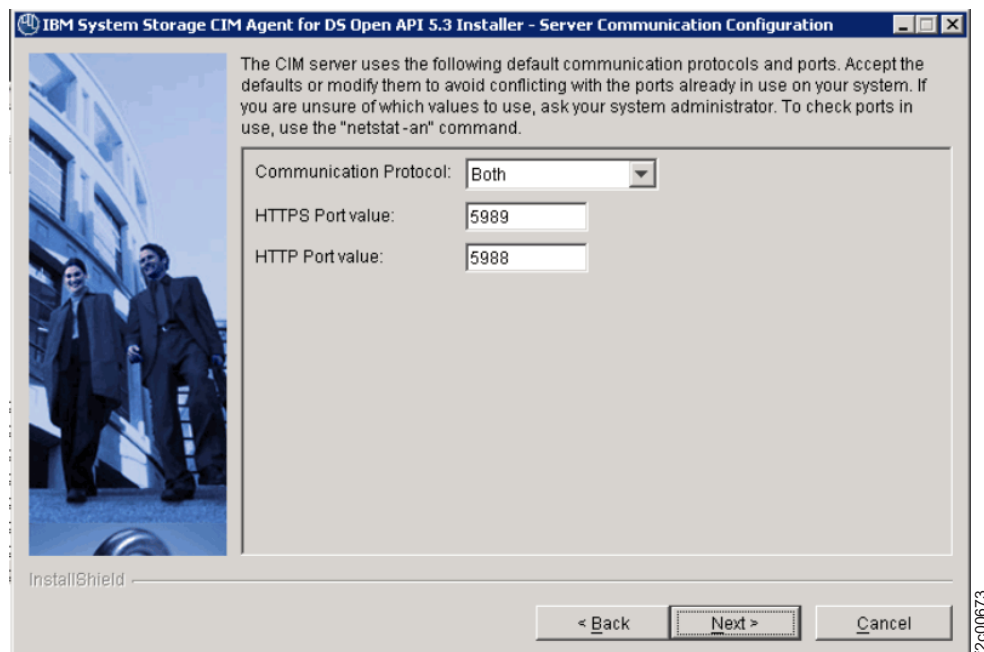 IBM System Storage CIM Agent for DS Open API 5.3 Installer - Server Communication Configuration
The CIM server uses the following default communication protocols and ports. Accept the
defaults or modify them to avoid conflicting with the ports already in use on your system. If
you are unsure of which values to use, ask your system administrator. To check ports in
use, use the "netstat -an" command.
Communication Protocol: Both
HTTPS Port value: 5989
HTTP Port value: 5988
InstallShield
< Back Next > Cancel